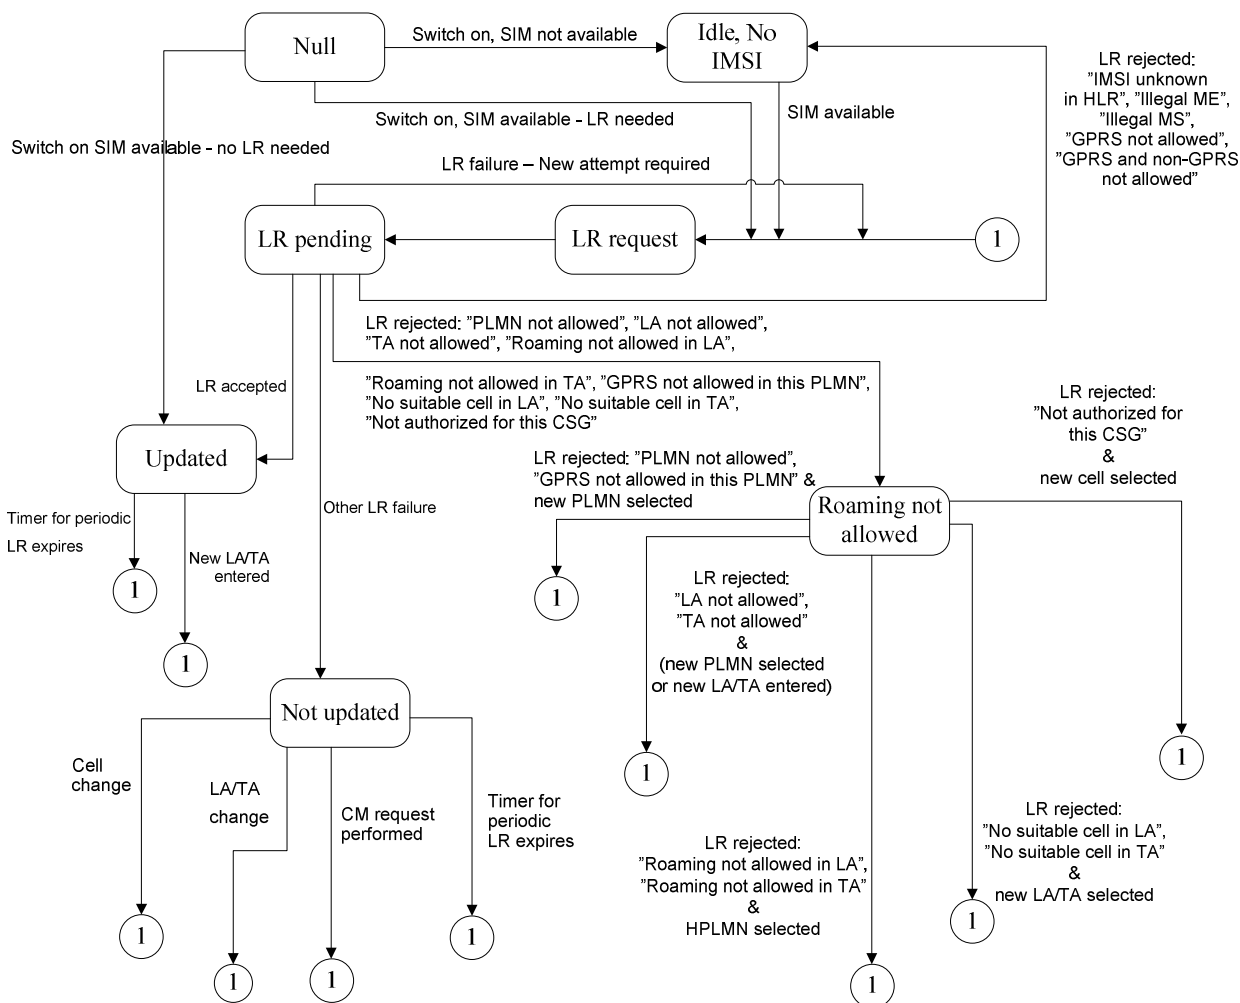 Null
Switch on, SIM not available
Idle, No
IMSI
LR rejected:
”IMSI unknown
in HLR”, ”Illegal ME”,
”Illegal MS”,
”GPRS not allowed”,
”GPRS and non-GPRS
not allowed”
Switch on, SIM available - LR needed
SIM available
Switch on SIM available - no LR needed
LR failure – New attempt required
LR pending
LR request
1
LR rejected: ”PLMN not allowed”, ”LA not allowed”,
”TA not allowed”, ”Roaming not allowed in LA”,
”Roaming not allowed in TA”, ”GPRS not allowed in this PLMN”,
”No suitable cell in LA”, ”No suitable cell in TA”,
”Not authorized for this CSG”
LR accepted
LR rejected:
”Not authorized for
this CSG”
&
new cell selected
Updated
LR rejected: ”PLMN not allowed”,
”GPRS not allowed in this PLMN” &
new PLMN selected
Roaming not
allowed
Timer for periodic
LR expires
New LA/TA
entered
Other LR failure
1
1
1
LR rejected:
”LA not allowed”,
”TA not allowed”
&
(new PLMN selected
or new LA/TA entered)
Not updated
1
1
Cell
change
LA/TA
change
CM request
performed
Timer for
periodic
LR expires
LR rejected:
”Roaming not allowed in LA”,
”Roaming not allowed in TA”
&
HPLMN selected
LR rejected:
”No suitable cell in LA”,
”No suitable cell in TA”
&
new LA/TA selected
1
1
1
1
1
1